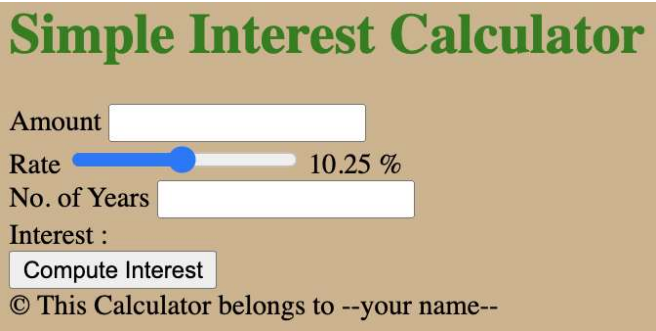 Simple Interest Calculator
Amount
Rate 10.25 %
No. of Years
Interest :
Compute Interest
© This Calculator belongs to --your name--